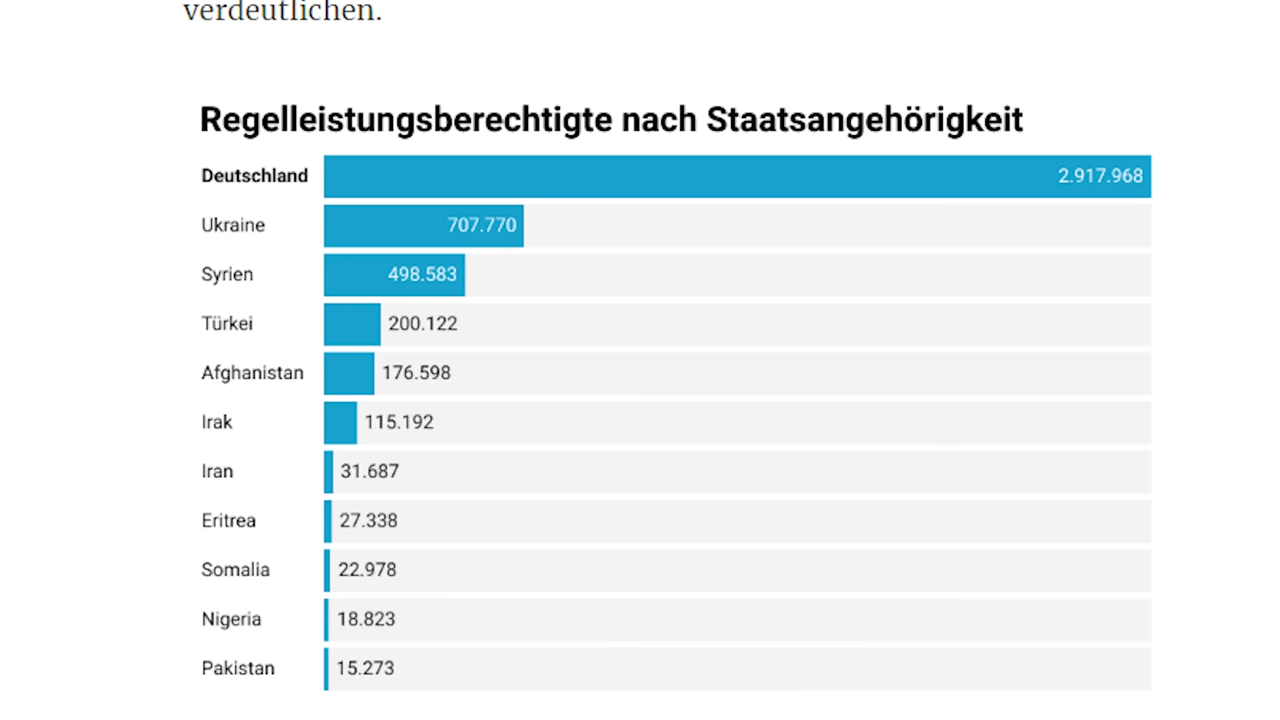 verdeutlichen.
Regelleistungsberechtigte nach Staatsangehörigkeit
Deutschland 2.917.968
Ukraine 707.770
Syrien 498.583
Türkei 200.122
Afghanistan 176.598
Irak 115.192
Iran 31.687
Eritrea 27.338
Somalia 22.978
Nigeria 18.823
Pakistan 15.273